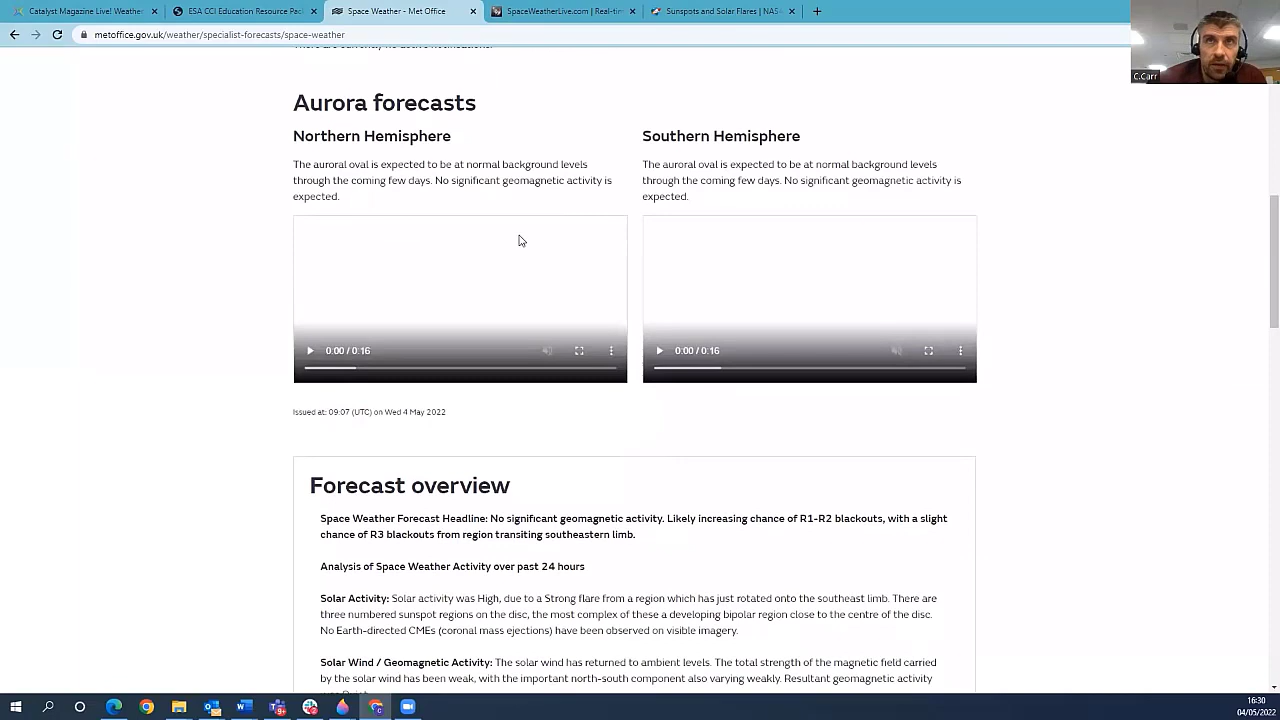 Catalyst Magazine Live! Weather
ESA CCI Education Resource Pac
Space Weather - Met Office
SpaceWeatherLive.com | Real-tim
Sunspots and Solar Flares | NAS
metoffice.gov.uk/weather/specialist-forecasts/space-weather
C.Carr
There are currently no active notifications.
Aurora forecasts
Northern Hemisphere
Southern Hemisphere
The auroral oval is expected to be at normal background levels
through the coming few days. No significant geomagnetic activity is
expected.
The auroral oval is expected to be at normal background levels
through the coming few days. No significant geomagnetic activity is
expected.
0:00 / 0:16
0:00 / 0:16
Issued at: 09:07 (UTC) on Wed 4 May 2022
Forecast overview
Space Weather Forecast Headline: No significant geomagnetic activity. Likely increasing chance of R1-R2 blackouts, with a slight
chance of R3 blackouts from region transiting southeastern limb.
Analysis of Space Weather Activity over past 24 hours
Solar Activity: Solar activity was High, due to a Strong flare from a region which has just rotated onto the southeast limb. There are
three numbered sunspot regions on the disc, the most complex of these a developing bipolar region close to the centre of the disc.
No Earth-directed CMEs (coronal mass ejections) have been observed on visible imagery.
Solar Wind / Geomagnetic Activity: The solar wind has returned to ambient levels. The total strength of the magnetic field carried
by the solar wind has been weak, with the important north-south component also varying weakly. Resultant geomagnetic activity
16:30
04/05/2022